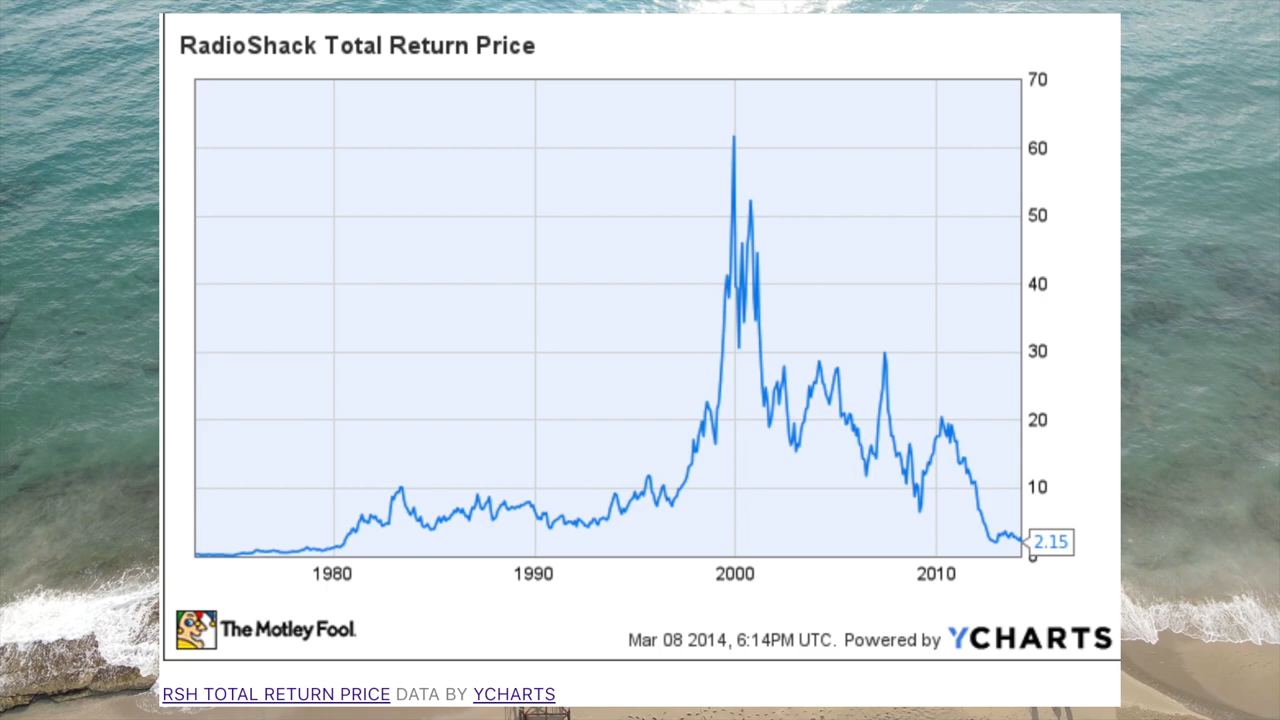 RadioShack Total Return Price
70
60
50
40
30
20
10
2.15
0
1980 1990 2000 2010
The Motley Fool.
Mar 08 2014, 6:14PM UTC. Powered by YCHARTS
RSH TOTAL RETURN PRICE DATA BY YCHARTS